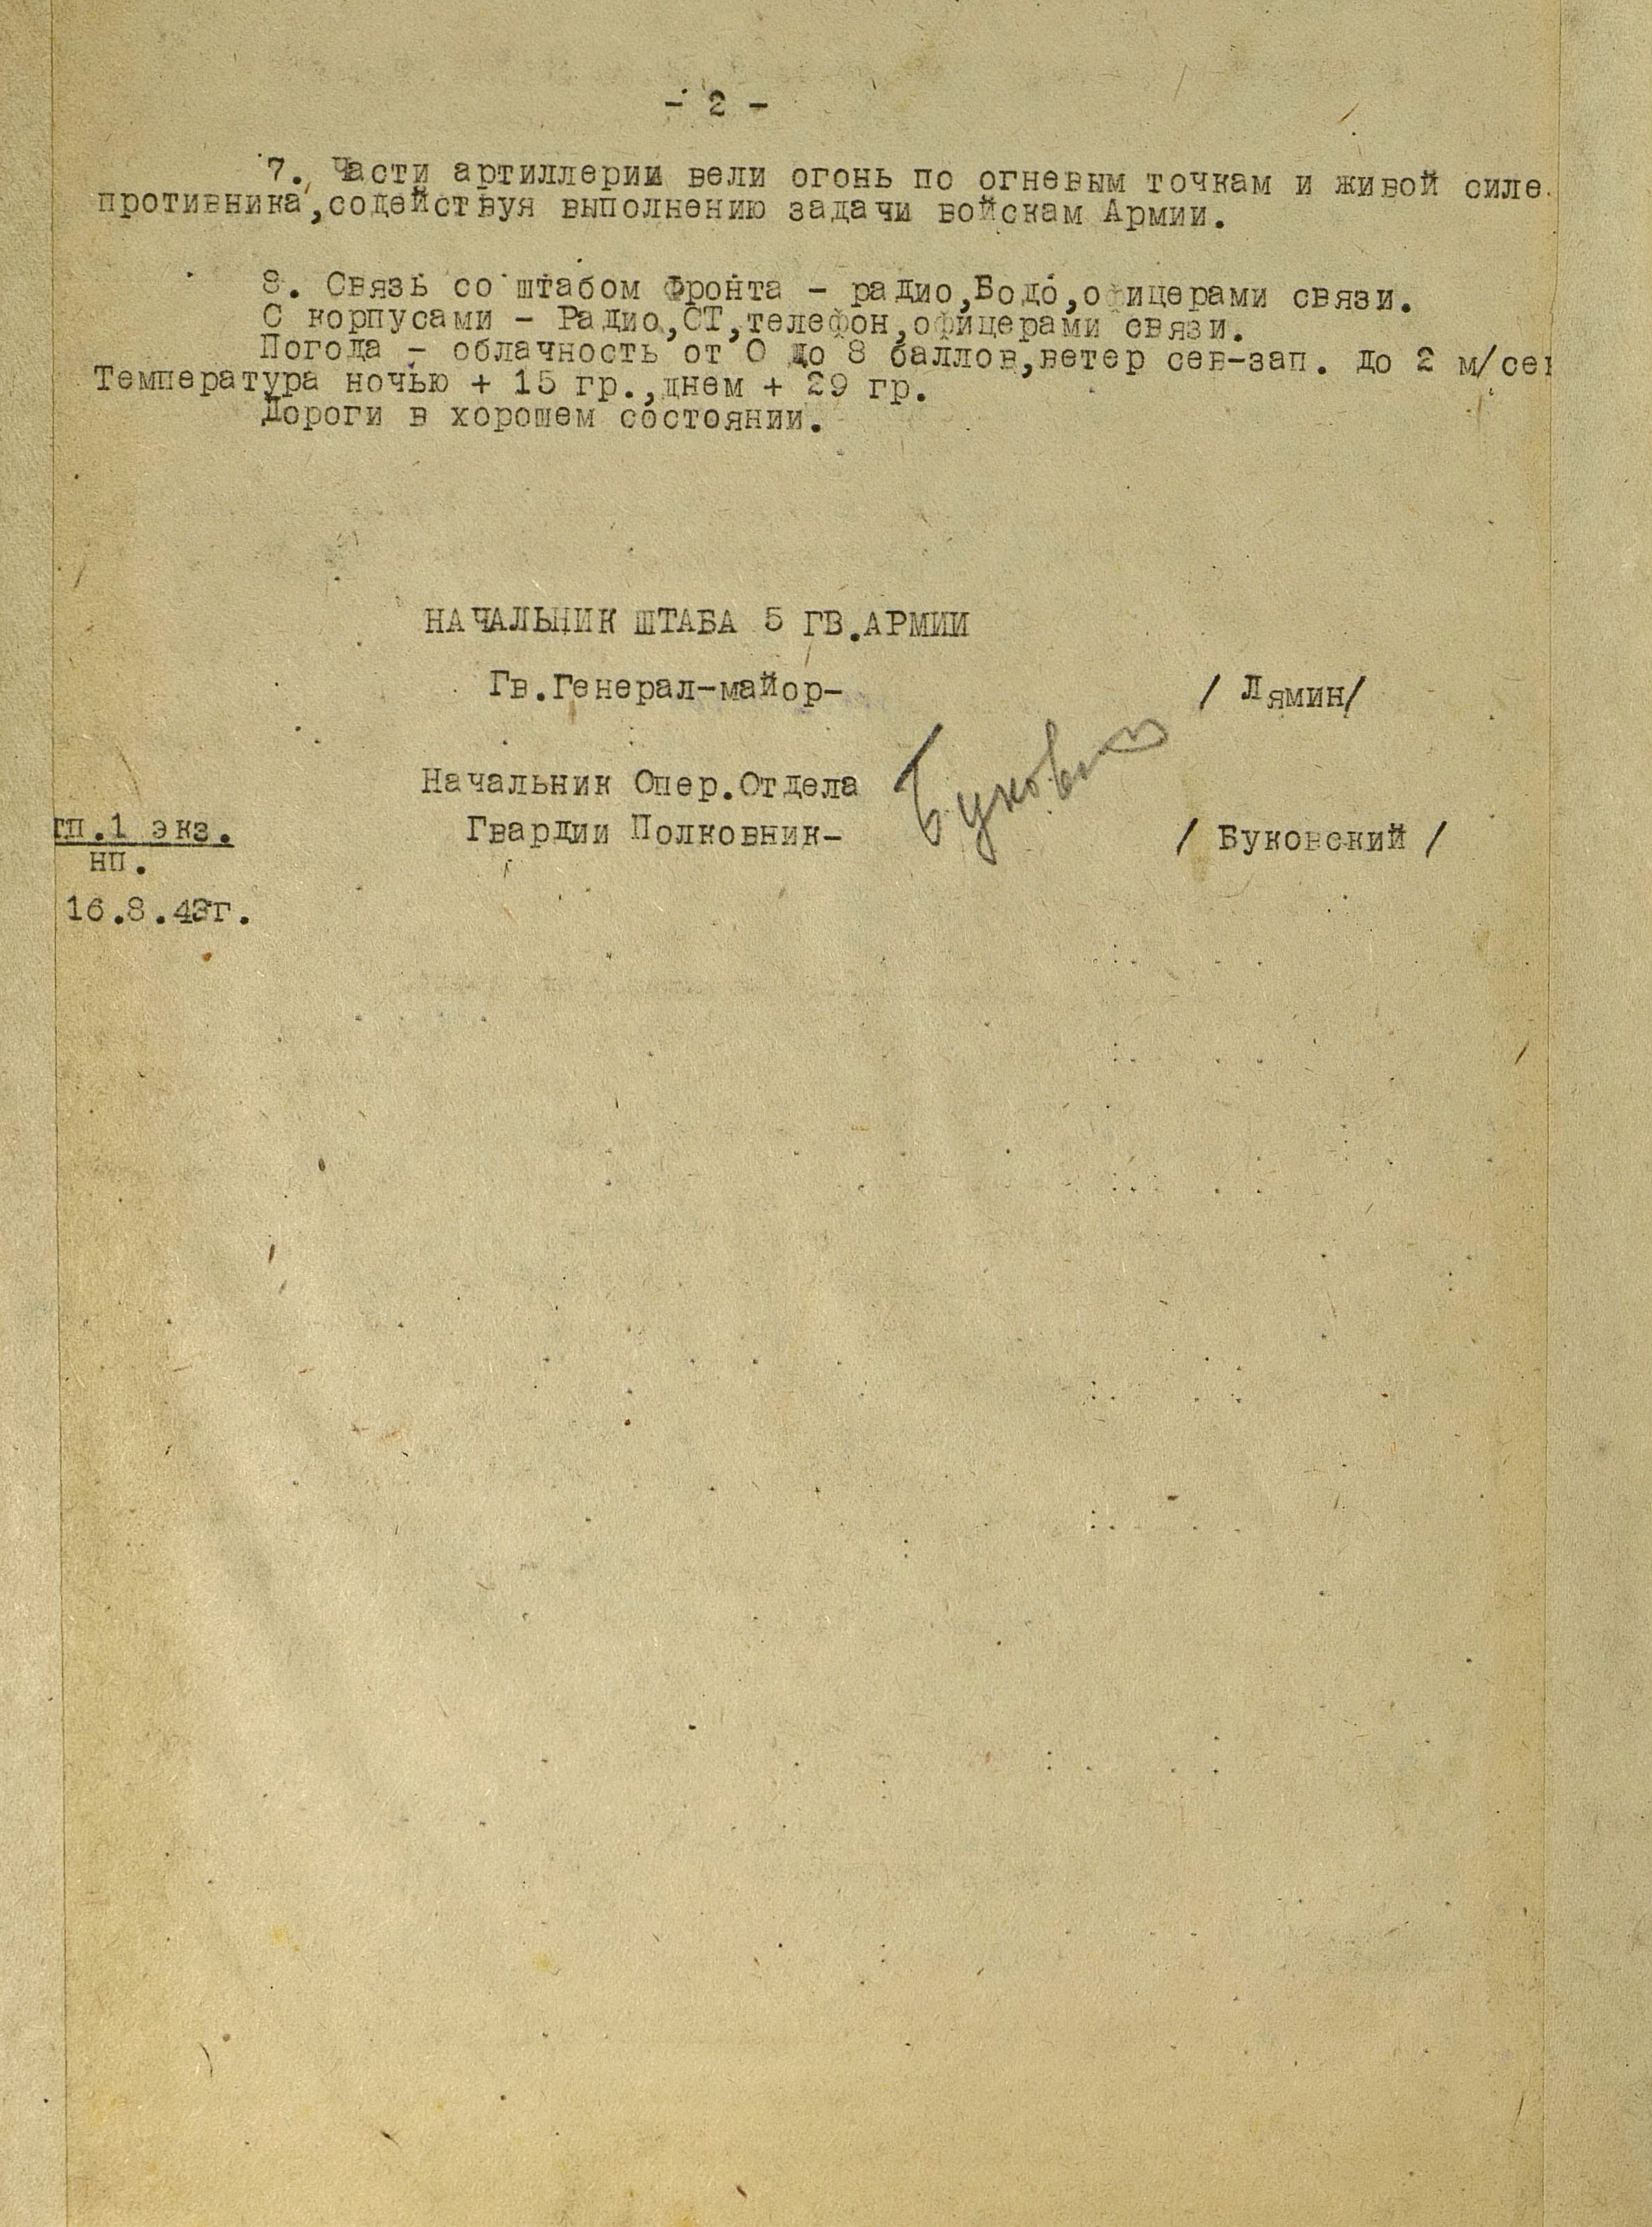 - 2 -
7. Части артиллерии вели огонь по огневым точкам и живой силе
противника,содействуя выполнению задачи войскам Армии.
8. Связь со штабом Фронта - радио,Бодо,офицерами связи.
С корпусами - Радио,СТ,телефон,офицерами связи.
Погода - облачность от 0 до 8 баллов,ветер сев-зап. до 2 м/сек
Температура ночью + 15 гр.,днем + 29 гр.
Дороги в хорошем состоянии.
НАЧАЛЬНИК ШТАБА 5 ГВ.АРМИИ
Гв.Генерал-майор- / Лямин/
Начальник Опер.Отдела
Гвардии Полковник- / Буковский /
тп.1 экз.
нп.
16.8.43г.